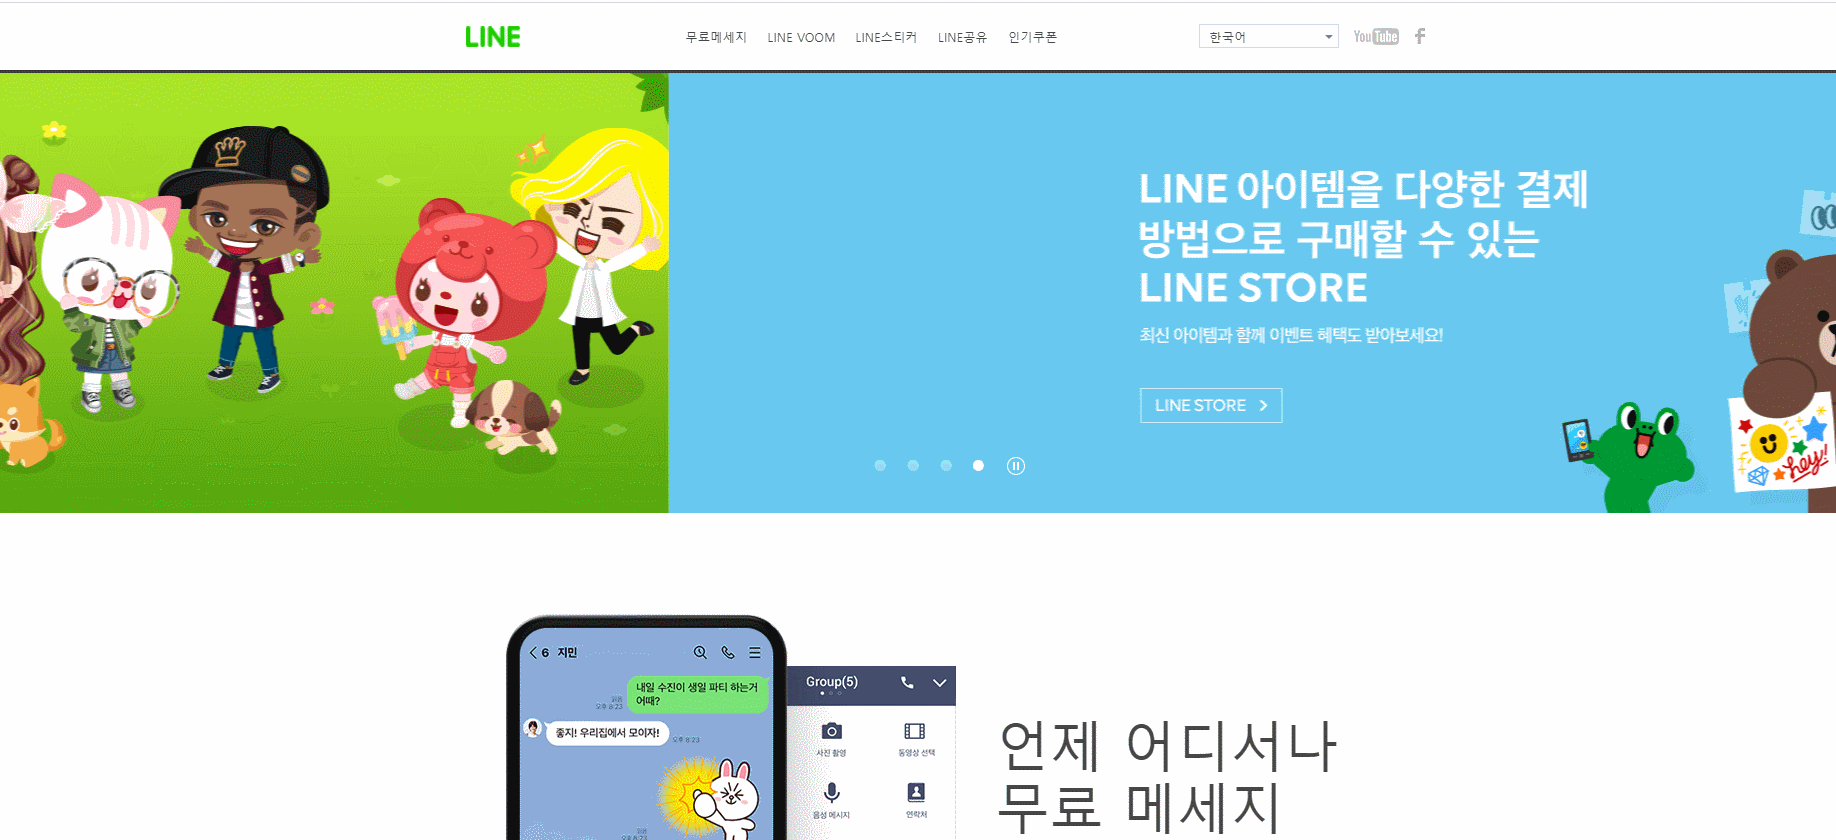 LINE
무료메세지 LINE VOOM LINE스티커 LINE공유 인기쿠폰
한국어
You Tube f
LINE 아이템을 다양한 결제
방법으로 구매할 수 있는
LINE STORE
최신 아이템과 함께 이벤트 혜택도 받아보세요!
LINE STORE >
hey!
6 지민
내일 수진이 생일 파티 하는거
어때?
읽음
오후 8:23
좋지! 우리집에서 모이자!
오후 8:23
읽음
Group(5)
사진 촬영 동영상 선택
음성 메시지 연락처
언제 어디서나
무료 메세지